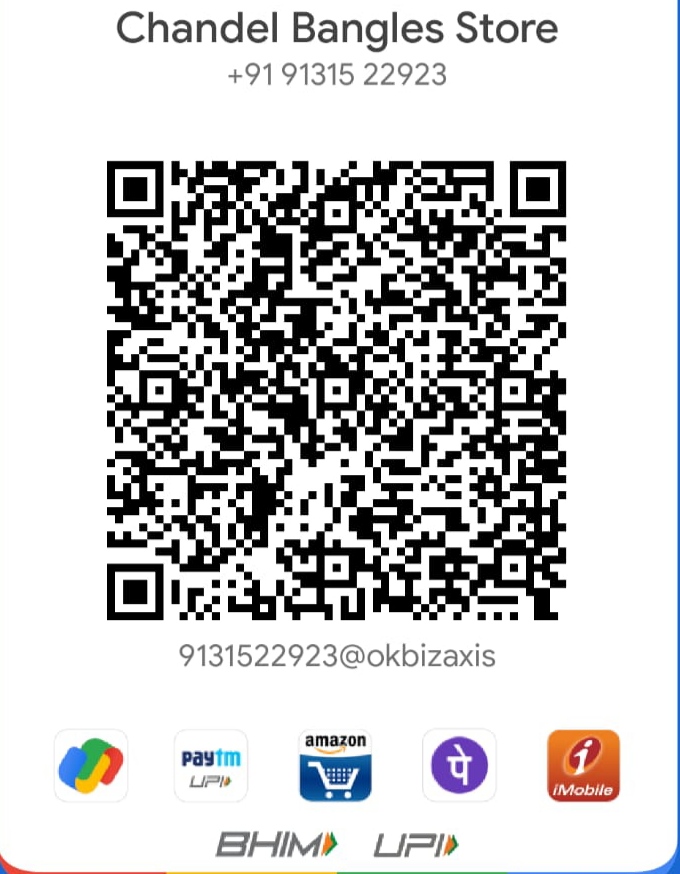 Chandel Bangles Store
+91 91315 22923
9131522923@okbizaxis
paytm
UPI
amazon
पे
i
iMobile
BHIM UPI